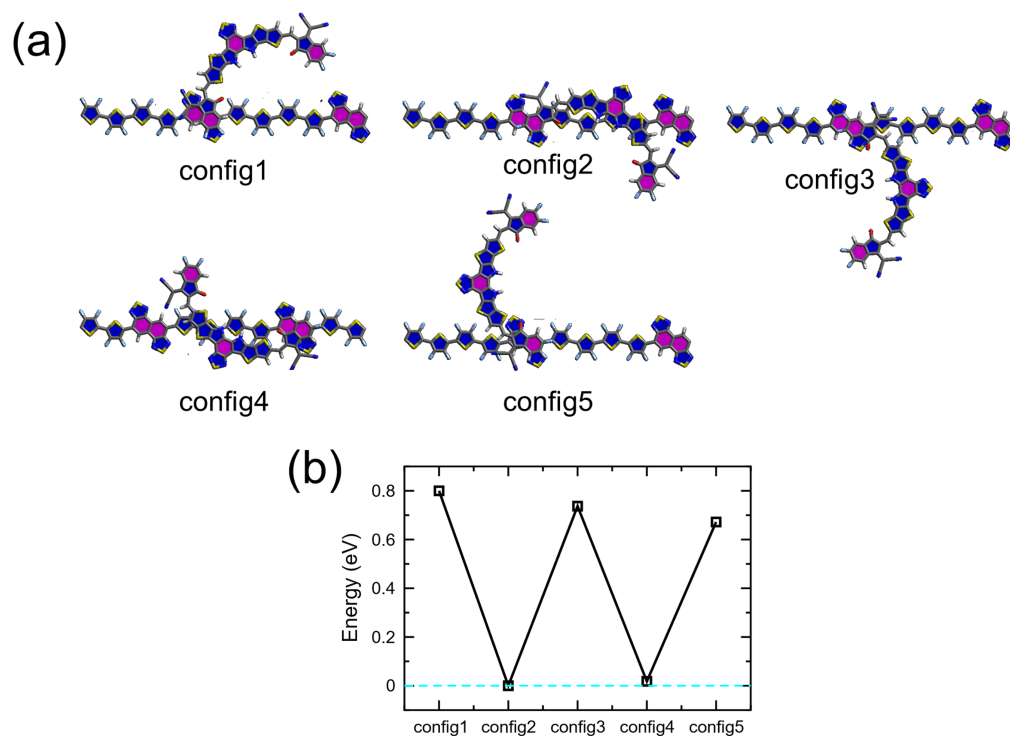 (a)
config1
config2
config3
config4
config5
(b)
Energy (eV)
0.8
0.6
0.4
0.2
0
config1 config2 config3 config4 config5